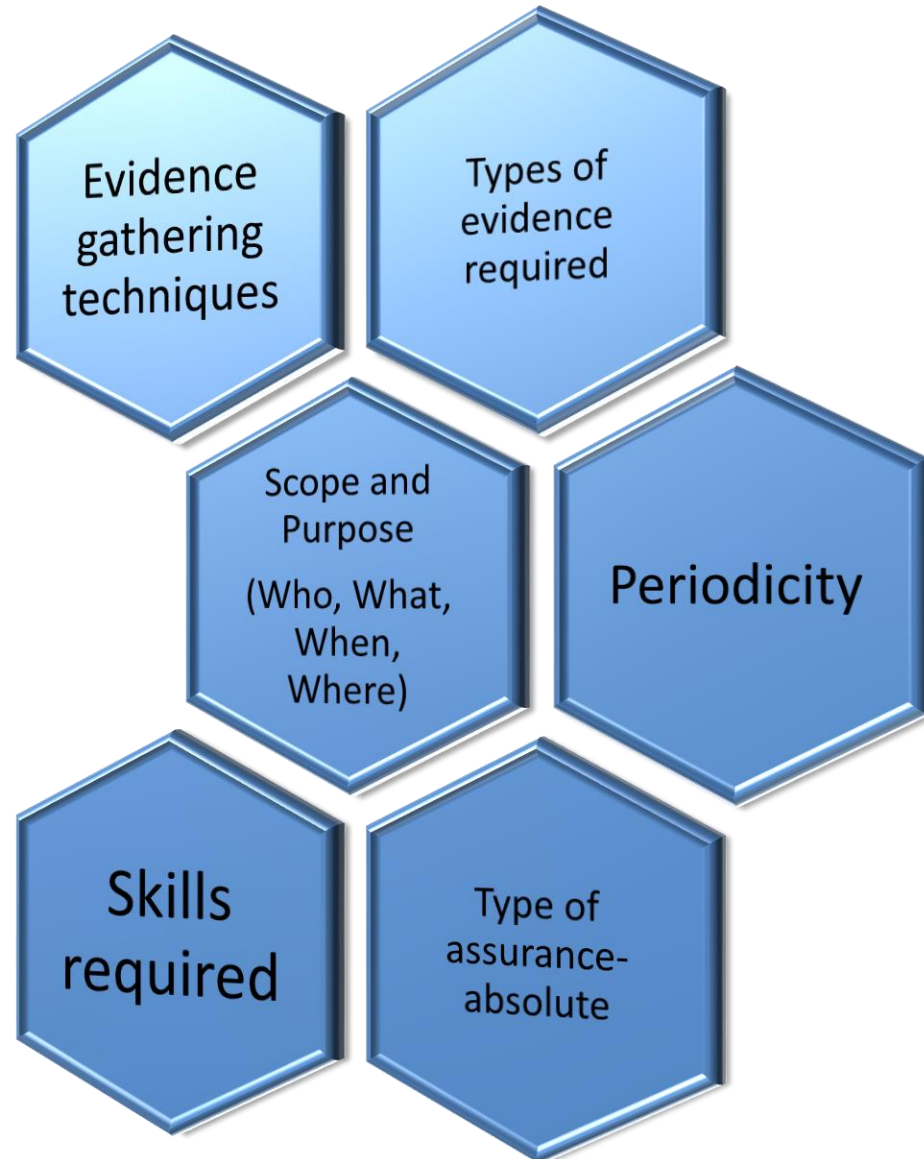 Evidence
gathering
techniques
Types of
evidence
required
Scope and
Purpose
(Who, What,
When,
Where)
Periodicity
Skills
required
Type of
assurance-
absolute